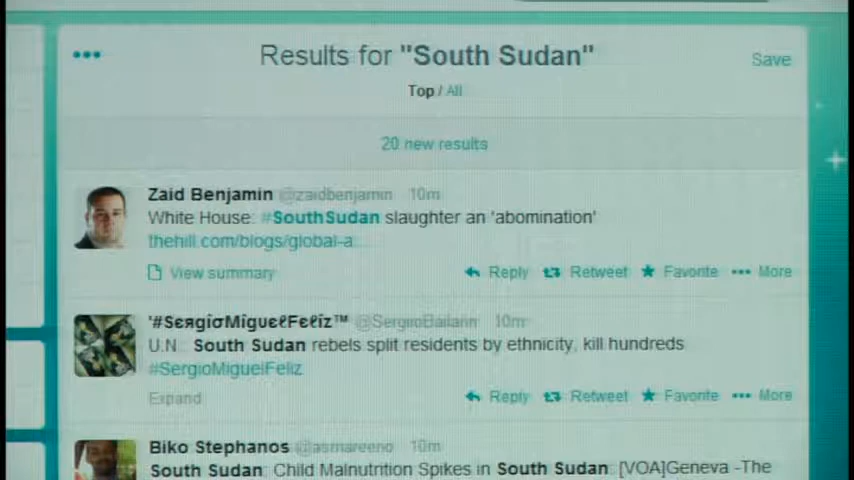 Results for "South Sudan"
Save
Top / All
20 new results
Zaid Benjamin @zaidbenjamin 10m
White House: #SouthSudan slaughter an 'abomination'
thehill.com/blogs/global-a...
View summary
Reply Retweet Favorite More
'#SєяgiσMigυєℓFєℓiz™ @SergiroBailarin 10m
U.N.: South Sudan rebels split residents by ethnicity, kill hundreds
#SergioMiguelFeliz
Expand
Reply Retweet Favorite More
Biko Stephanos @asmareeno 10m
South Sudan: Child Malnutrition Spikes in South Sudan: [VOA]Geneva -The